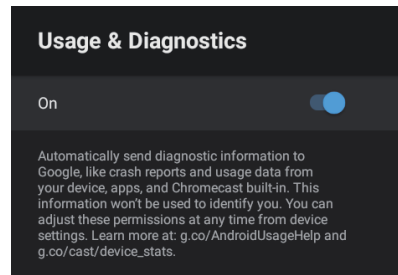 Usage & Diagnostics
On
Automatically send diagnostic information to
Google, like crash reports and usage data from
your device, apps, and Chromecast built-in. This
information won't be used to identify you. You can
adjust these permissions at any time from device
settings. Learn more at: g.co/AndroidUsageHelp and
g.co/cast/device_stats.